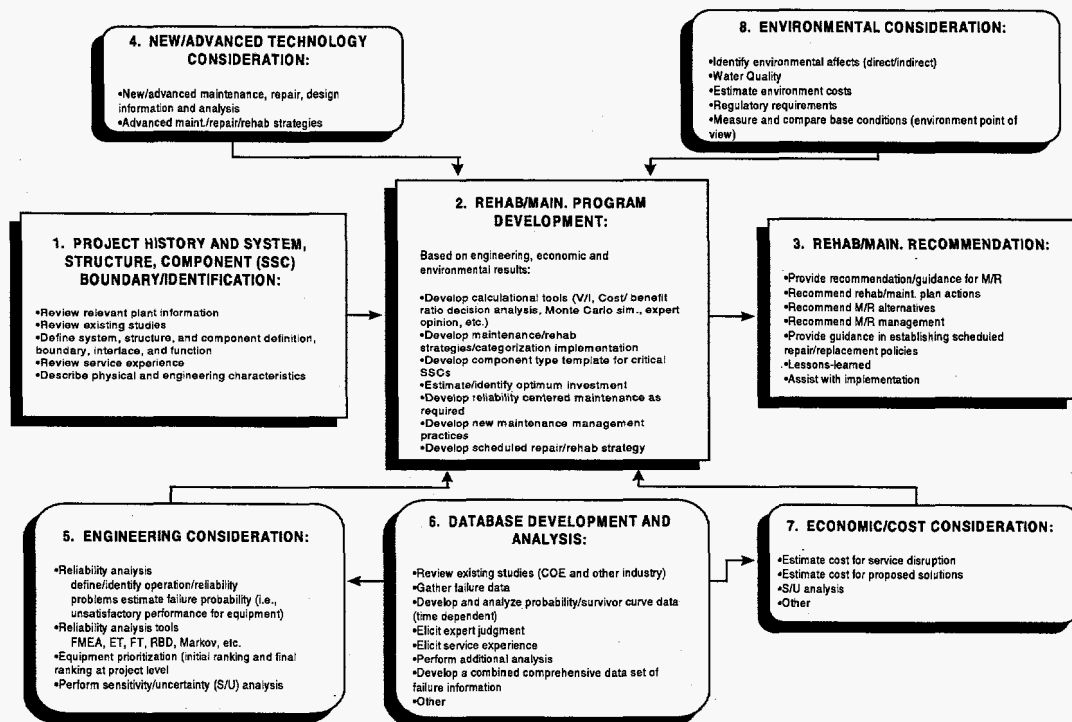 4. NEW/ADVANCED TECHNOLOGY
CONSIDERATION:
•New/advanced maintenance, repair, design
information and analysis
•Advanced maint./repair/rehab strategies
8. ENVIRONMENTAL CONSIDERATION:
•Identify environmental affects (direct/indirect)
•Water Quality
•Estimate environment costs
•Regulatory requirements
•Measure and compare base conditions (environment point of
view)
1. PROJECT HISTORY AND SYSTEM,
STRUCTURE, COMPONENT (SSC)
BOUNDARY/IDENTIFICATION:
•Review relevant plant information
•Review existing studies
•Define system, structure, and component definition,
boundary, interface, and function
•Review service experience
•Describe physical and engineering characteristics
2. REHAB/MAIN. PROGRAM
DEVELOPMENT:
Based on engineering, economic and
environmental results:
•Develop calculational tools (V/I, Cost/ benefit
ratio decision analysis, Monte Carlo sim., expert
opinion, etc.)
•Develop maintenance/rehab
strategies/categorization implementation
•Develop component type template for critical
SSCs
•Estimate/identify optimum investment
•Develop reliability centered maintenance as
required
•Develop new maintenance management
practices
•Develop scheduled repair/rehab strategy
3. REHAB/MAIN. RECOMMENDATION:
•Provide recommendation/guidance for M/R
•Recommend rehab/maint. plan actions
•Recommend M/R alternatives
•Recommend M/R management
•Provide guidance in establishing scheduled
repair/replacement policies
•Lessons-learned
•Assist with implementation
5. ENGINEERING CONSIDERATION:
•Reliability analysis
define/identify operation/reliability
problems estimate failure probability (i.e.,
unsatisfactory performance for equipment)
•Reliability analysis tools
FMEA, ET, FT, RBD, Markov, etc.
•Equipment prioritization (initial ranking and final
ranking at project level
•Perform sensitivity/uncertainty (S/U) analysis
6. DATABASE DEVELOPMENT AND
ANALYSIS:
•Review existing studies (COE and other industry)
•Gather failure data
•Develop and analyze probability/survivor curve data
(time dependent)
•Elicit expert judgment
•Elicit service experience
•Perform additional analysis
•Develop a combined comprehensive data set of
failure information
•Other
7. ECONOMIC/COST CONSIDERATION:
•Estimate cost for service disruption
•Estimate cost for proposed solutions
•S/U analysis
•Other